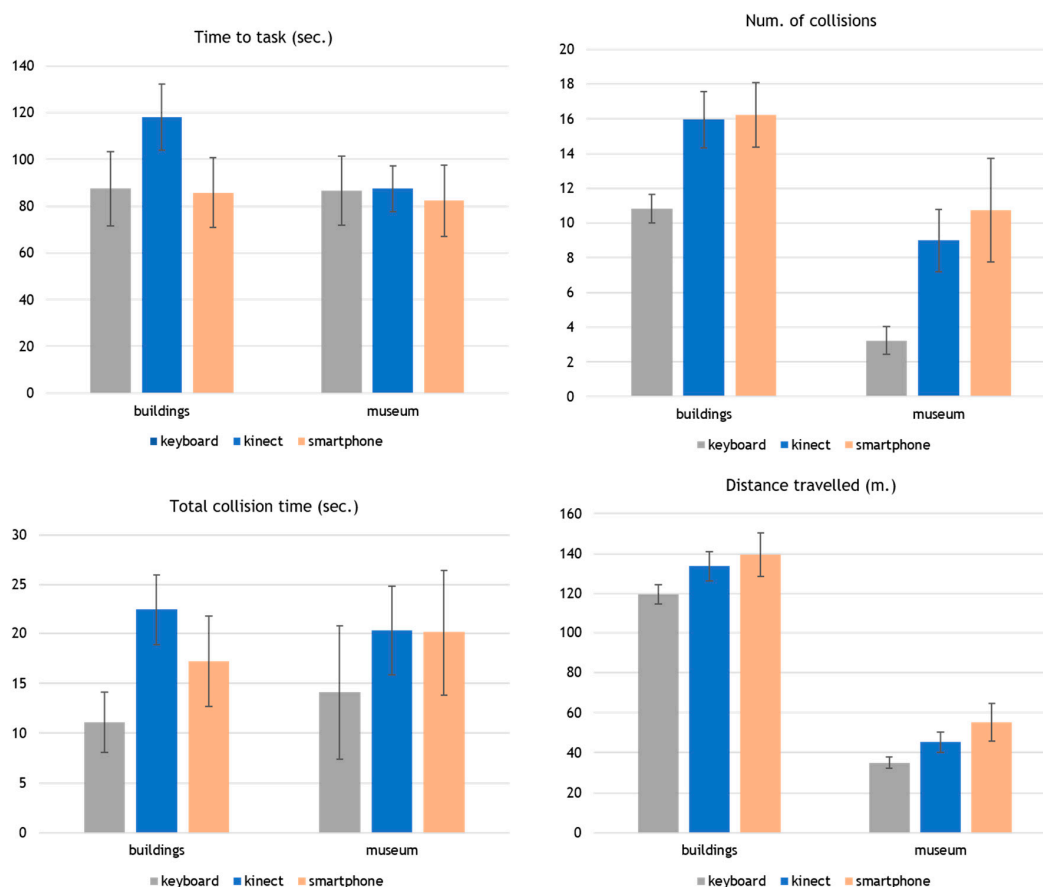 Time to task (sec.)
140
120
100
80
60
40
20
0
buildings museum
keyboard kinect smartphone
Num. of collisions
20
18
16
14
12
10
8
6
4
2
0
buildings museum
keyboard kinect smartphone
Total collision time (sec.)
30
25
20
15
10
5
0
buildings museum
keyboard kinect smartphone
Distance travelled (m.)
160
140
120
100
80
60
40
20
0
buildings museum
keyboard kinect smartphone